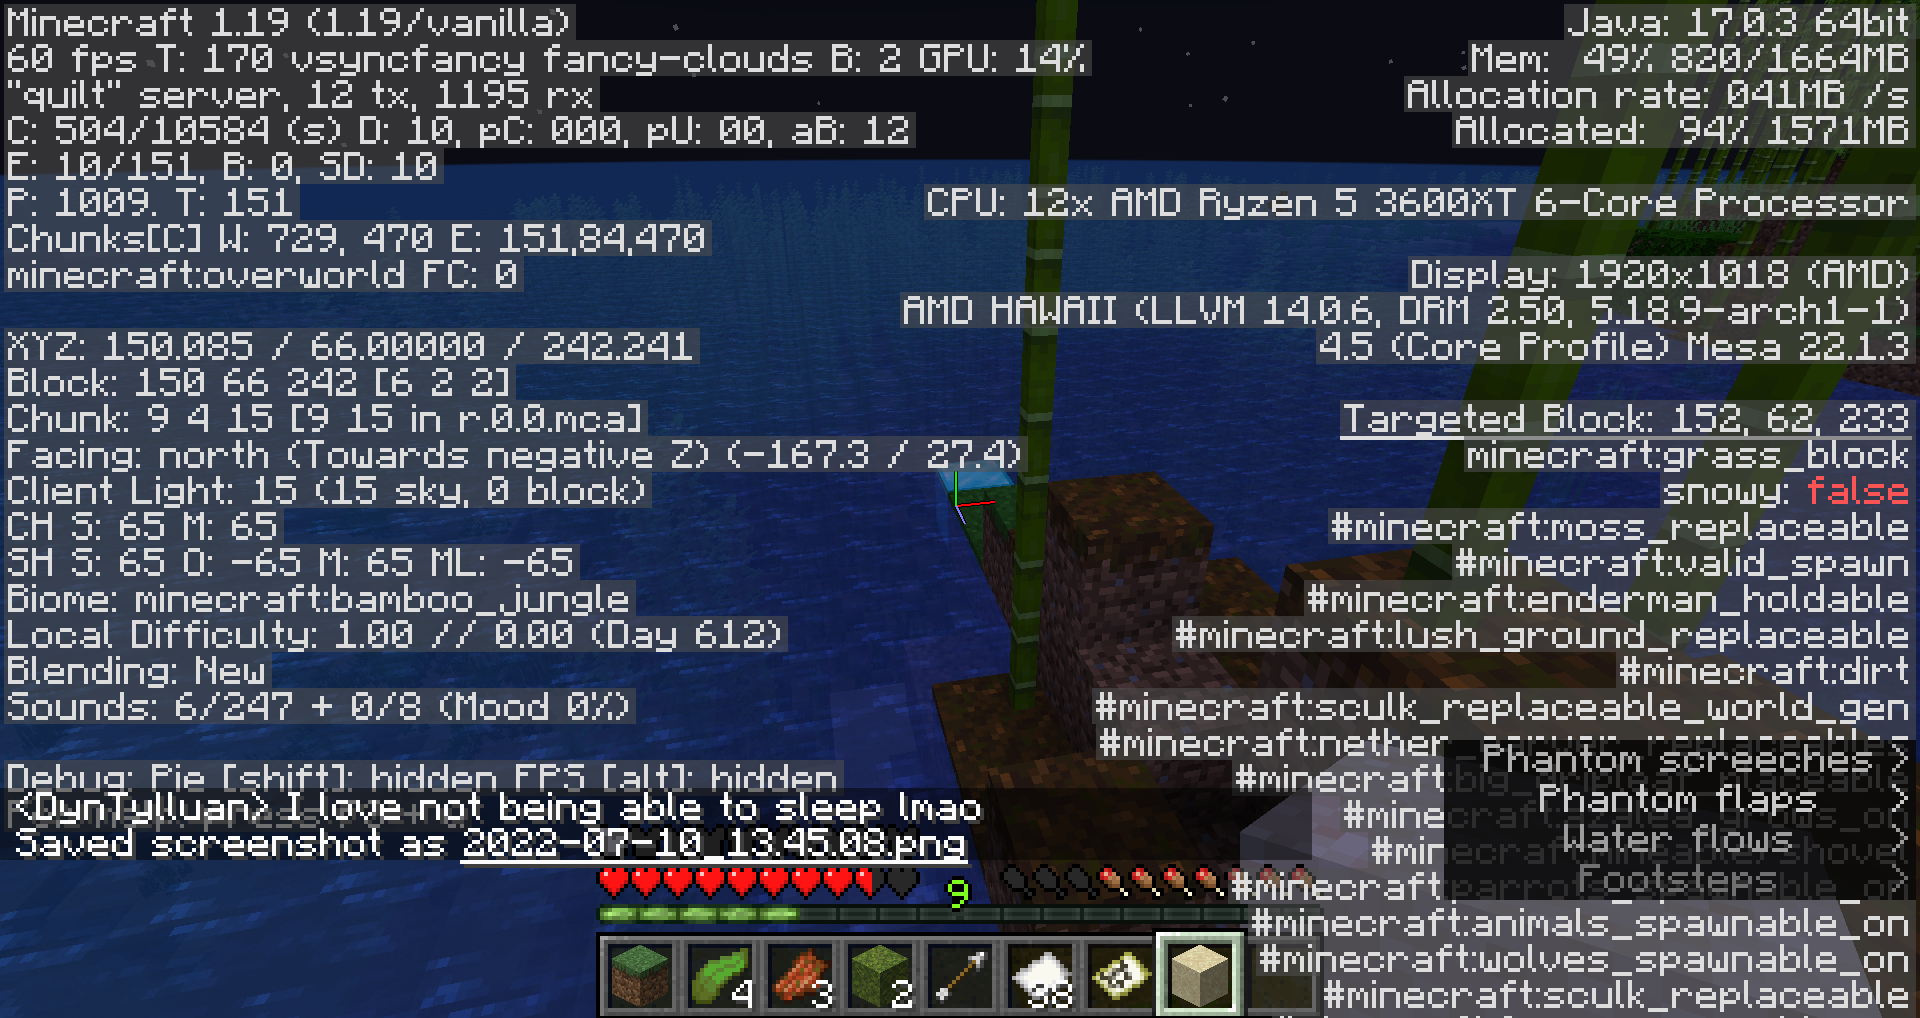 Minecraft 1.19 (1.19/vanilla)
60 fps T: 170 vsyncfancy fancy-clouds B: 2 GPU: 14%
"quilt" server, 12 tx, 1195 rx
C: 504/10584 (s) D: 10, pC: 000, pU: 00, aB: 12
E: 10/151, B: 0, SD: 10
P: 1009. T: 151
Chunks[C] W: 729, 470 E: 151,84,470
minecraft:overworld FC: 0
XYZ: 150.085 / 66.00000 / 242.241
Block: 150 66 242 [6 2 2]
Chunk: 9 4 15 [9 15 in r.0.0.mca]
Facing: north (Towards negative Z) (-167.3 / 27.4)
Client Light: 15 (15 sky, 0 block)
CH S: 65 M: 65
SH S: 65 O: -65 M: 65 ML: -65
Biome: minecraft:bamboo_jungle
Local Difficulty: 1.00 // 0.00 (Day 612)
Blending: New
Sounds: 6/247 + 0/8 (Mood 0%)
Debug: Pie [shift]: hidden FPS [alt]: hidden
<DynTylluan> I love not being able to sleep lmao
Saved screenshot as 2022-07-10_13.45.08.png
Java: 17.0.3 64bit
Mem: 49% 820/1664MB
Allocation rate: 041MB /s
Allocated: 94% 1571MB
CPU: 12x AMD Ryzen 5 3600XT 6-Core Processor
Display: 1920x1018 (AMD)
AMD HAWAII (LLVM 14.0.6, DRM 2.50, 5.18.9-arch1-1)
4.5 (Core Profile) Mesa 22.1.3
Targeted Block: 152, 62, 233
minecraft:grass_block
snowy: false
#minecraft:moss_replaceable
#minecraft:valid_spawn
#minecraft:enderman_holdable
#minecraft:lush_ground_replaceable
#minecraft:dirt
#minecraft:sculk_replaceable_world_gen
#minecraft:nether
#minecraft:
#mine
#min
#minecraft:
#minecraft:animals_spawnable_on
#minecraft:wolves_spawnable_on
#minecraft:sculk_replaceable
Phantom screeches >
Phantom flaps >
Water flows >
Footsteps >
9
4 3 2 98